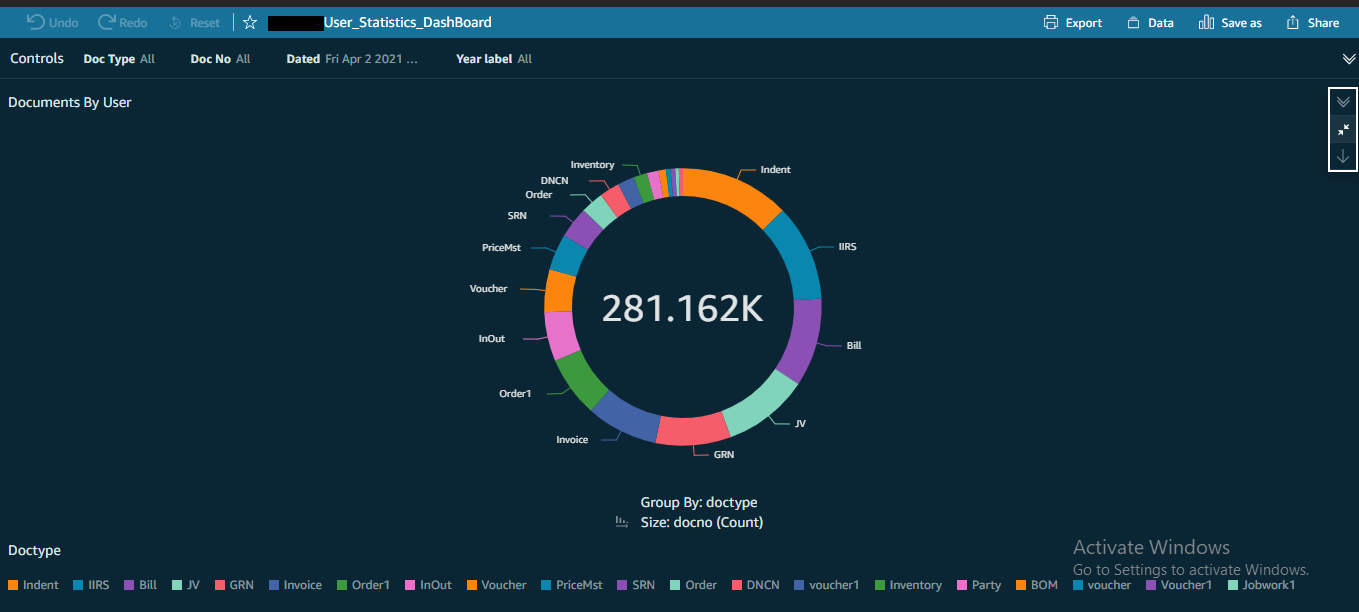 Undo Redo Reset User_Statistics_DashBoard Export Data Save as Share
Controls Doc Type All Doc No All Dated Fri Apr 2 2021 ... Year label All
Documents By User
Inventory
Indent
DNCN
Order
SRN
IIRS
PriceMst
Voucher
281.162K
InOut
Bill
Order1
JV
Invoice
GRN
Group By: doctype
Size: docno (Count)
Doctype
Activate Windows
Go to Settings to activate Windows.
Indent IIRS Bill JV GRN Invoice Order1 InOut Voucher PriceMst SRN Order DNCN voucher1 Inventory Party BOM voucher Voucher1 Jobwork1